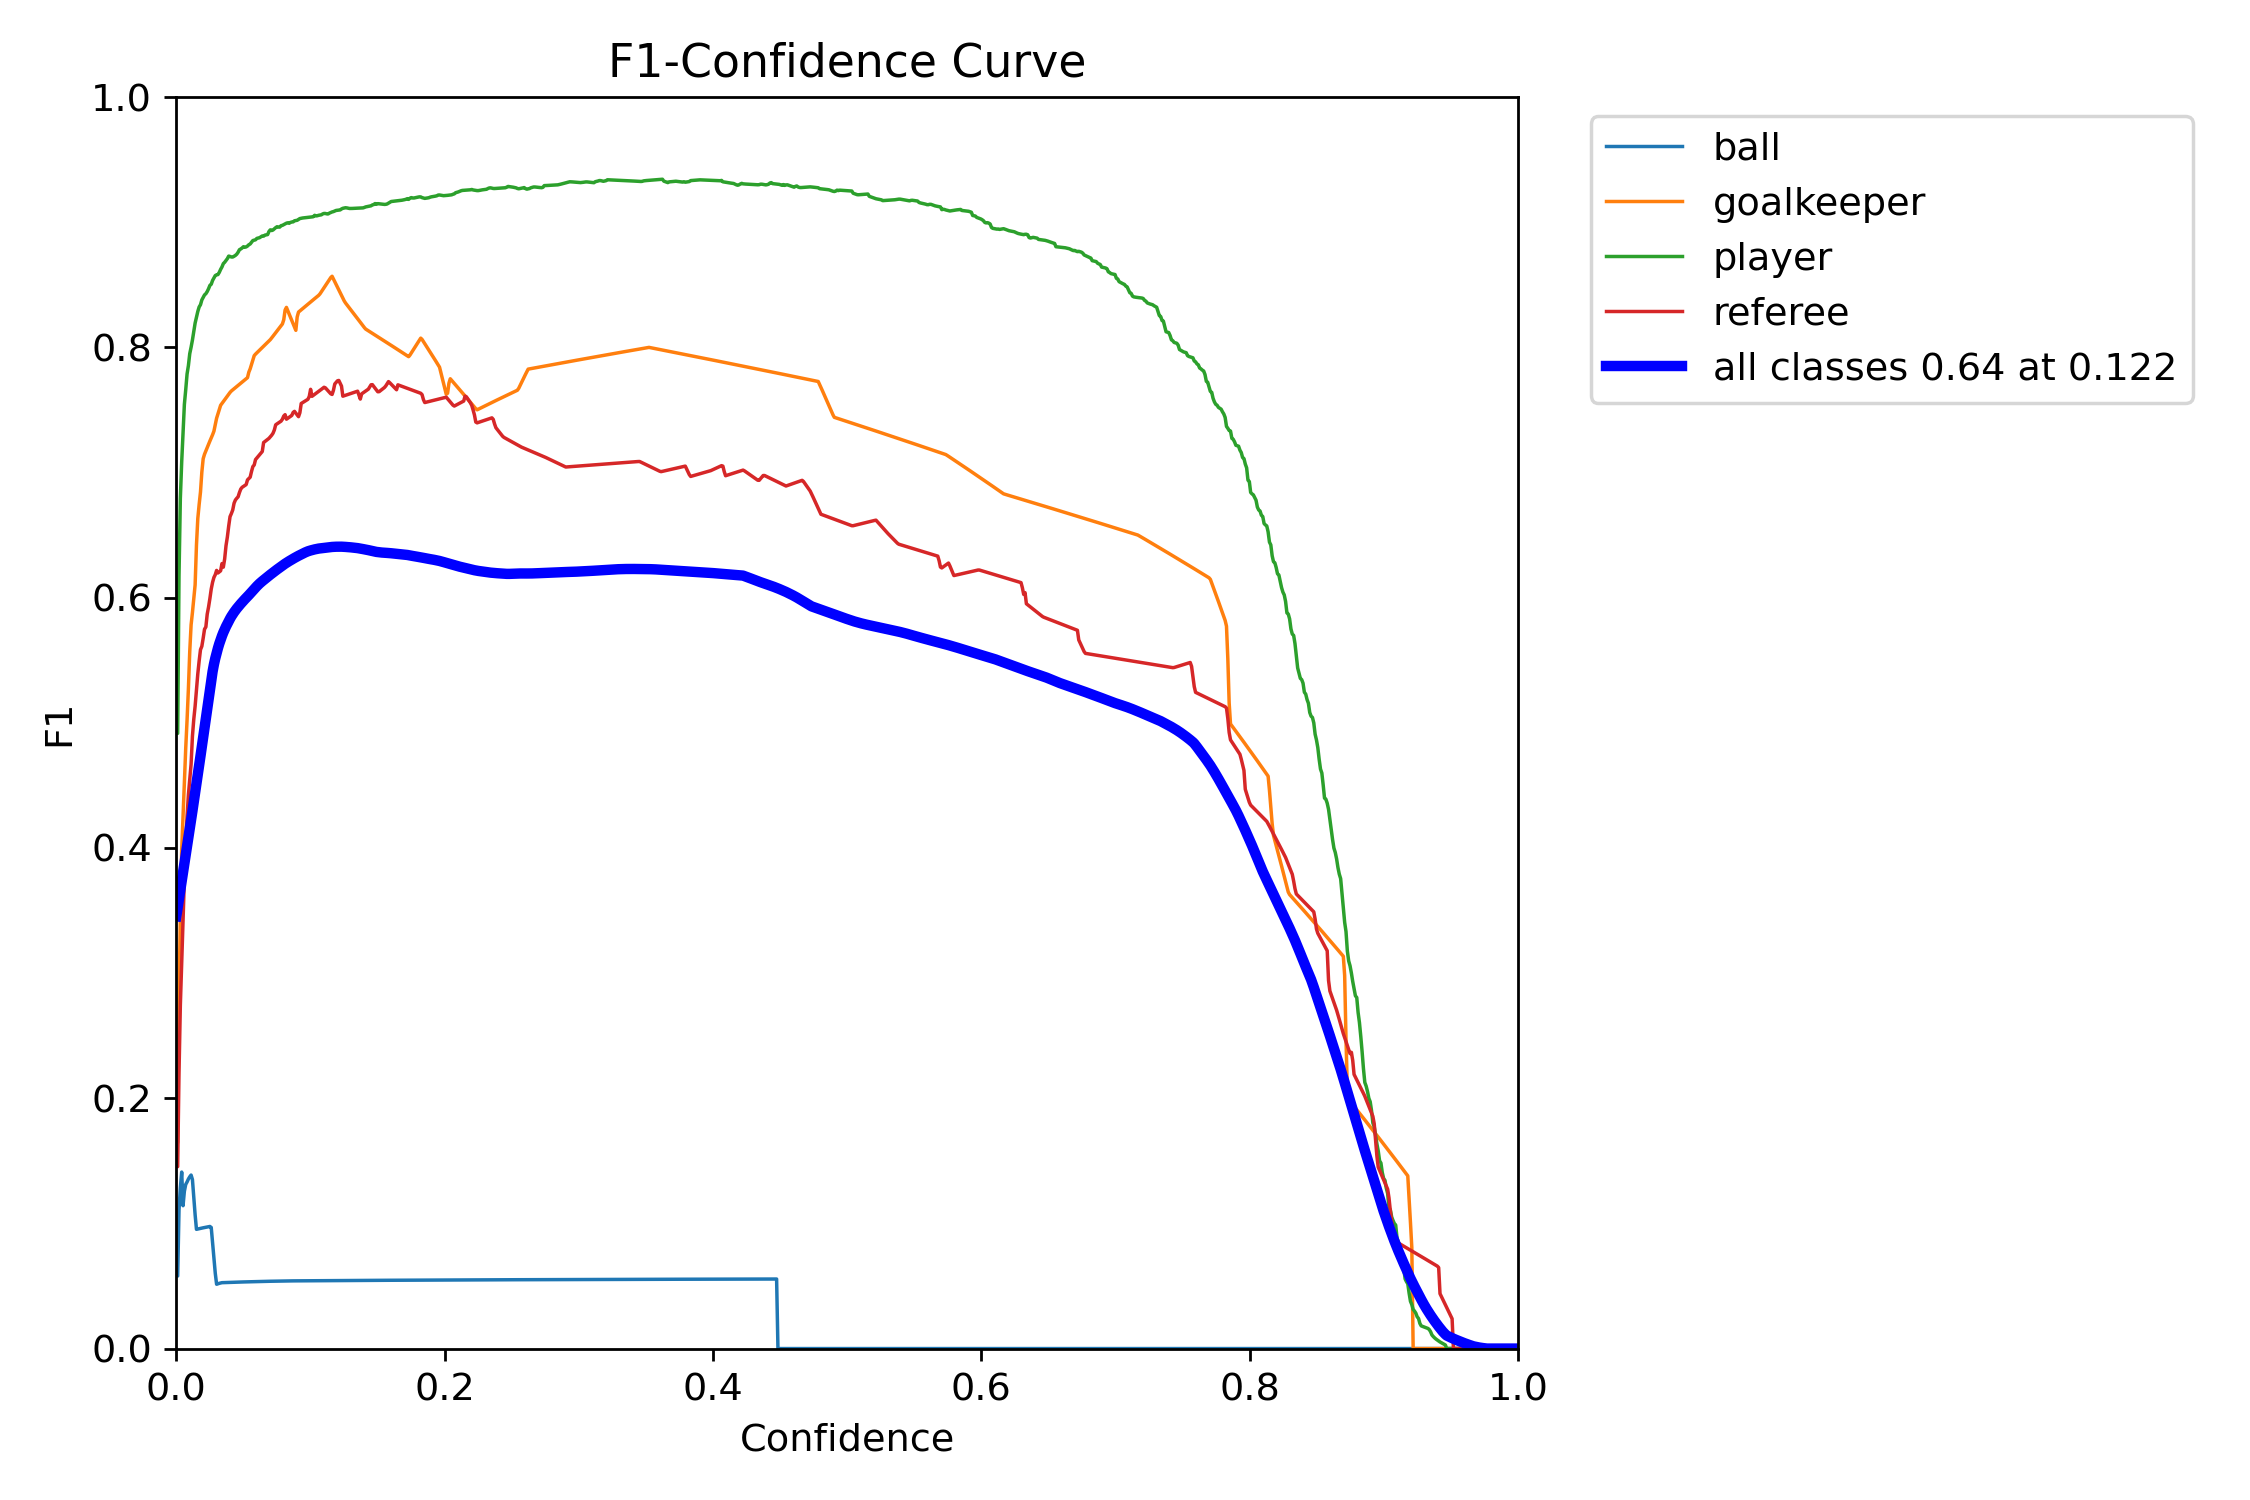 F1-Confidence Curve
1.0
0.8
0.6
0.4
0.2
0.0
F1
0.0 0.2 0.4 0.6 0.8 1.0
Confidence
ball
goalkeeper
player
referee
all classes 0.64 at 0.122